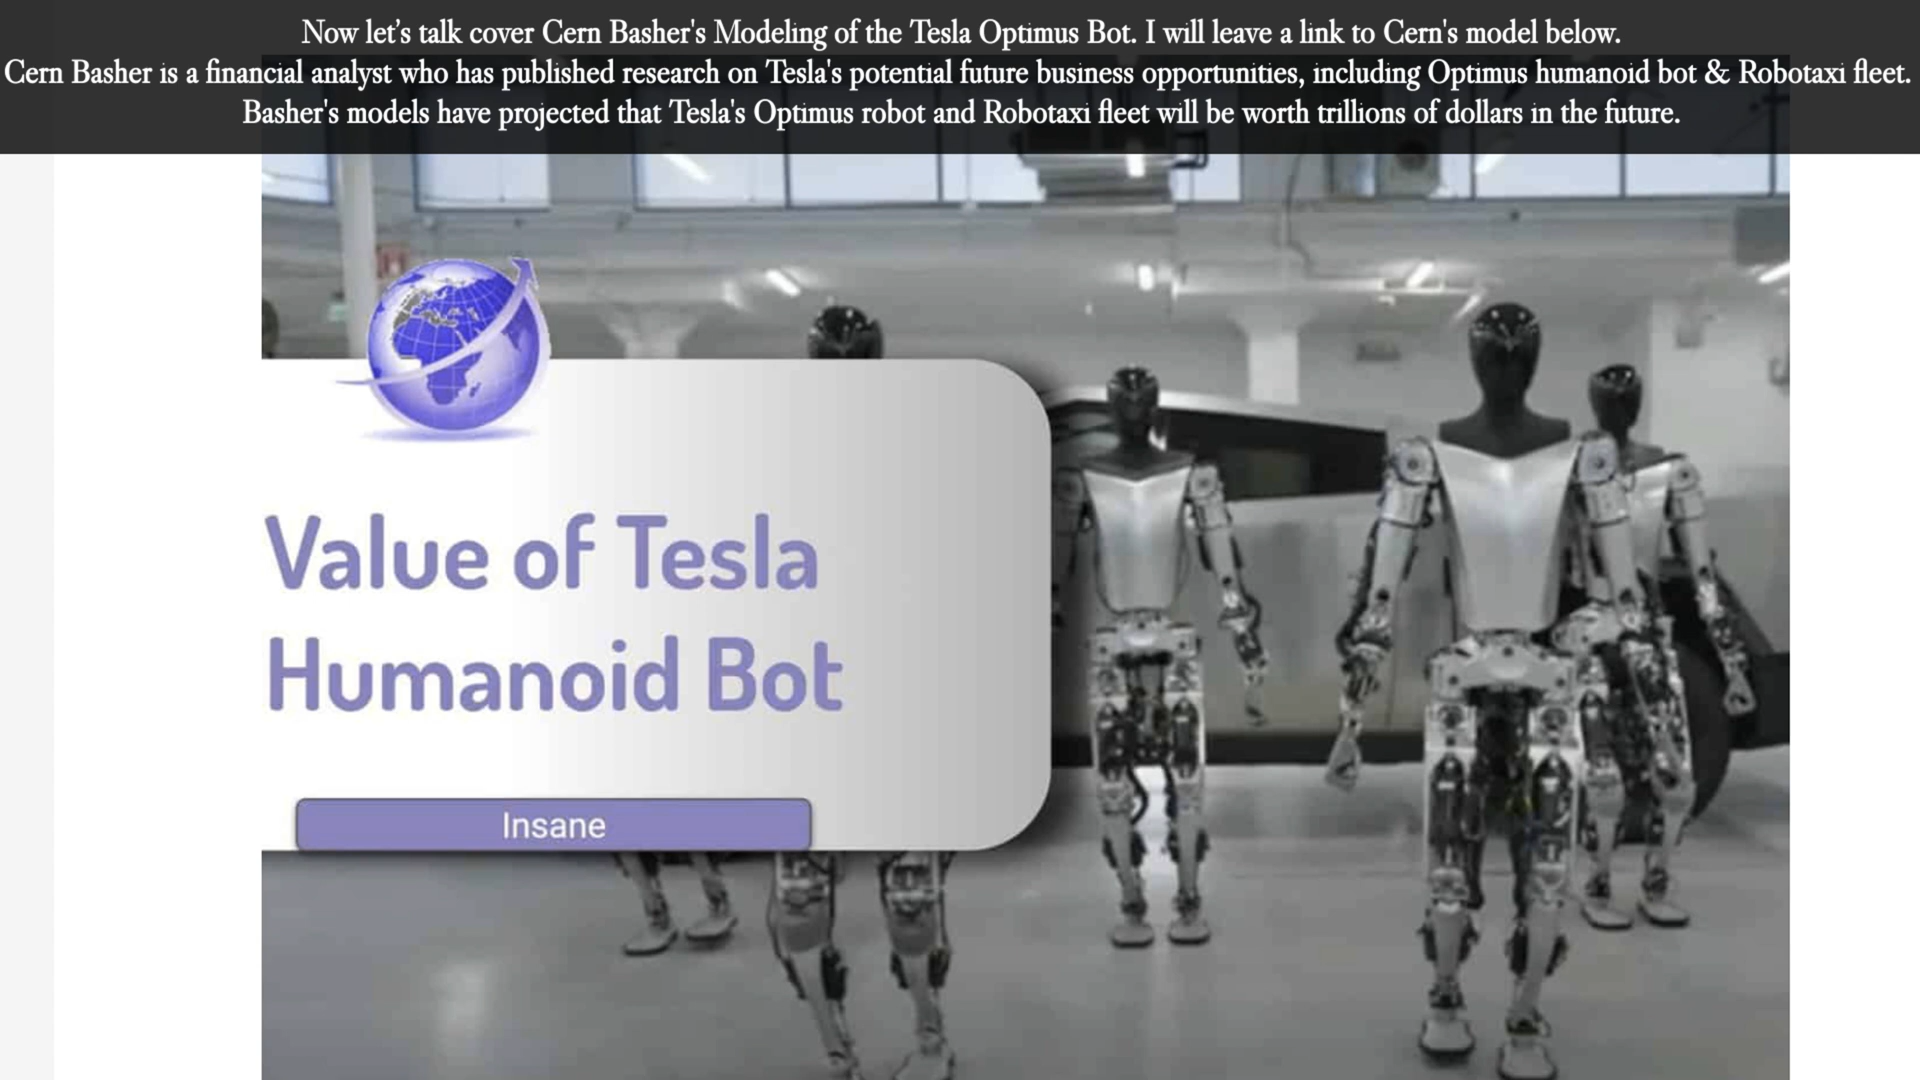 Now let’s talk cover Cern Basher's Modeling of the Tesla Optimus Bot. I will leave a link to Cern's model below.
Cern Basher is a financial analyst who has published research on Tesla's potential future business opportunities, including Optimus humanoid bot & Robotaxi fleet.
Basher's models have projected that Tesla's Optimus robot and Robotaxi fleet will be worth trillions of dollars in the future.
Value of Tesla
Humanoid Bot
Insane